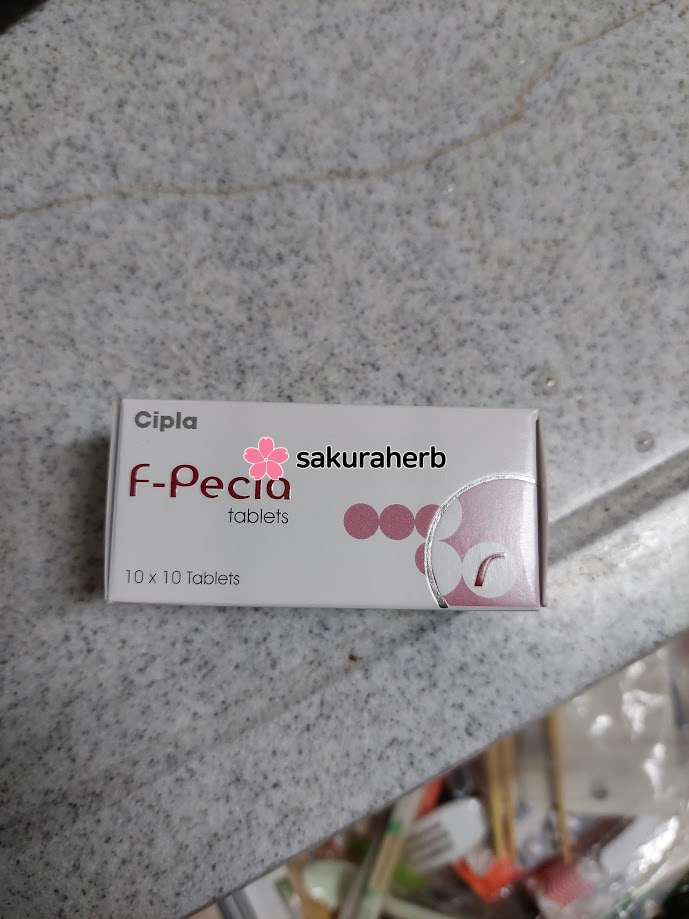 Cipla
sakuraherb
F-Pecia
tablets
10 x 10 Tablets